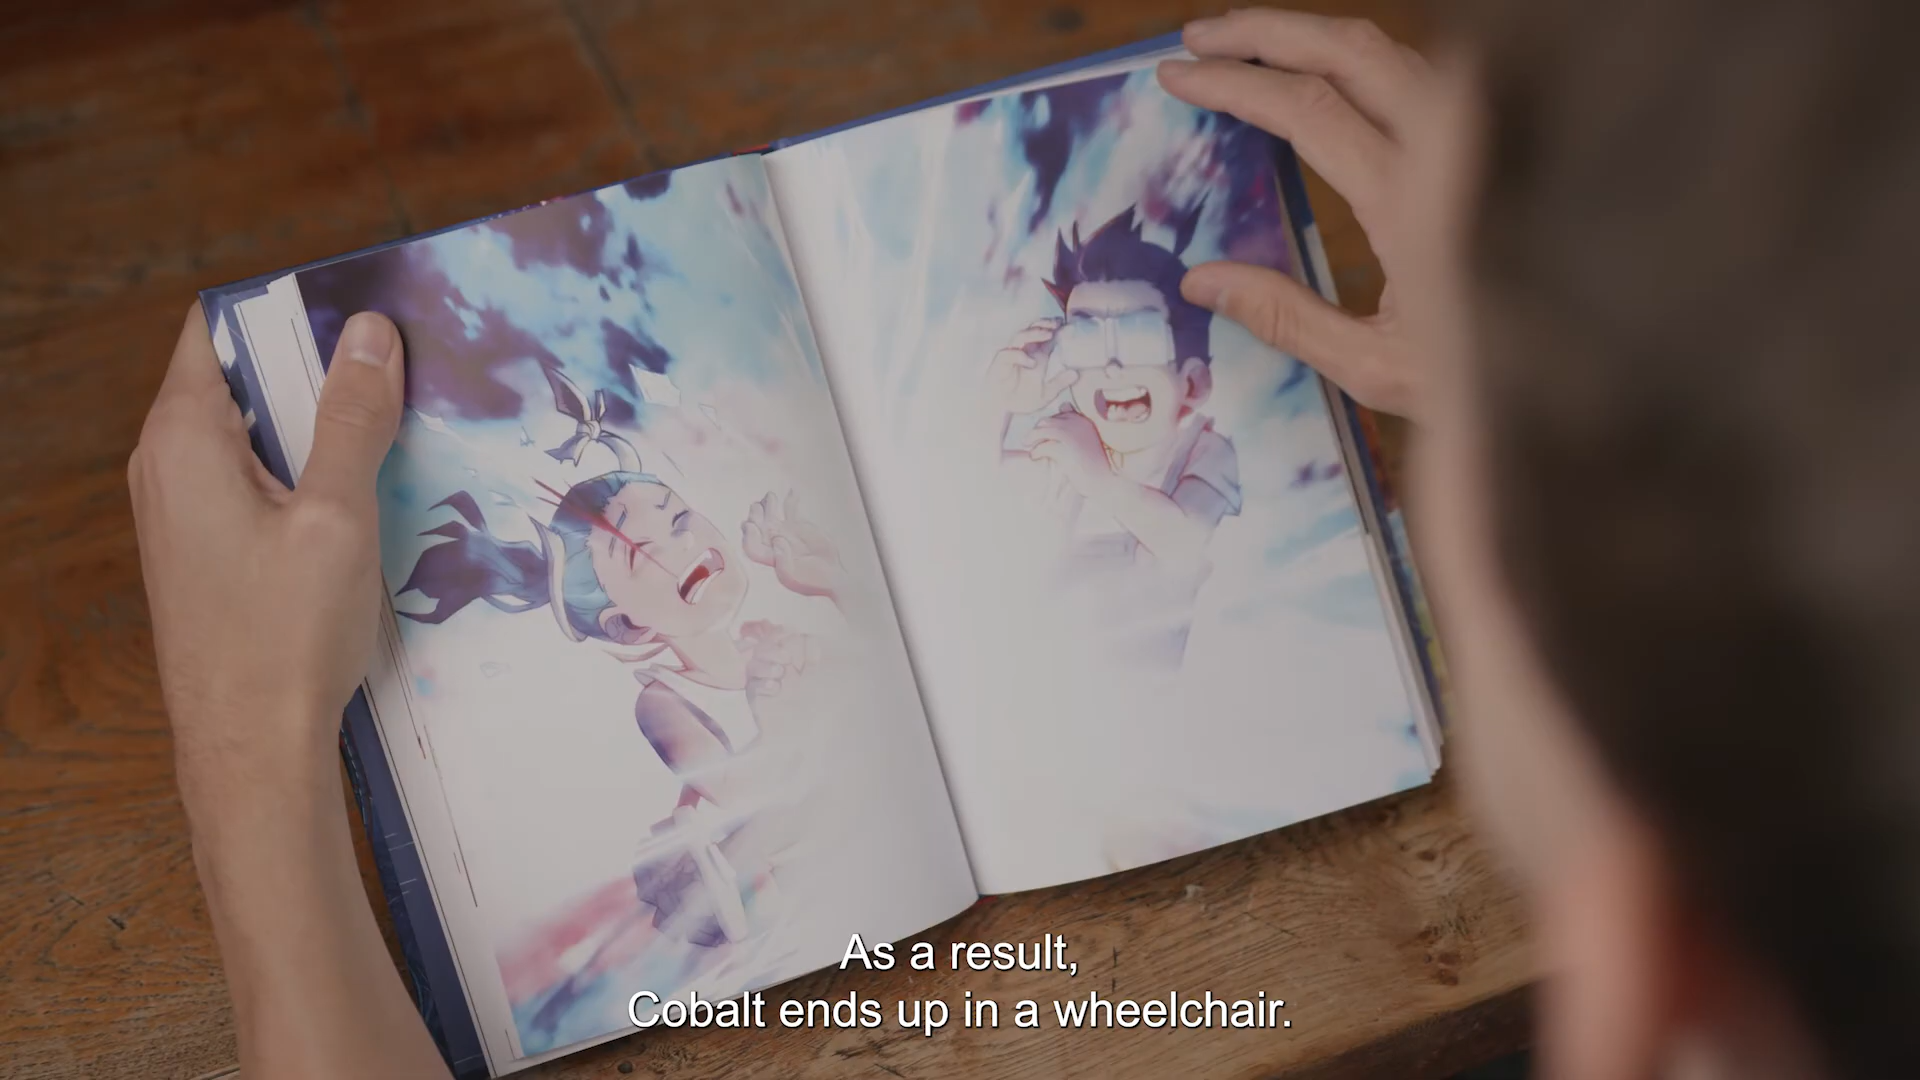 As a result,
Cobalt ends up in a wheelchair.